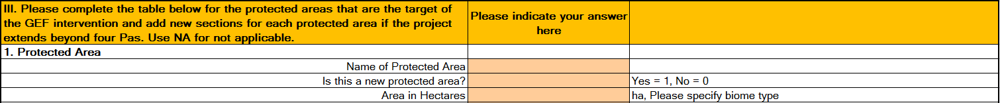 III. Please complete the table below for the protected areas that are the target of
the GEF intervention and add new sections for each protected area if the project
extends beyond four Pas. Use NA for not applicable.
Please indicate your answer
here
1. Protected Area
Name of Protected Area
Is this a new protected area?
Yes = 1, No = 0
Area in Hectares
ha, Please specify biome type